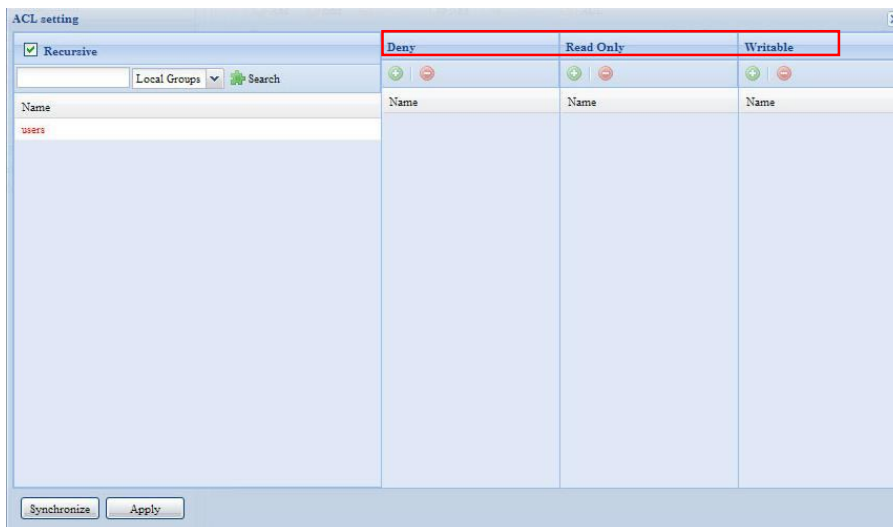 ACL setting
Recursive
Deny
Read Only
Writable
Local Groups
Search
Name
Name
Name
Name
users
Synchronize
Apply